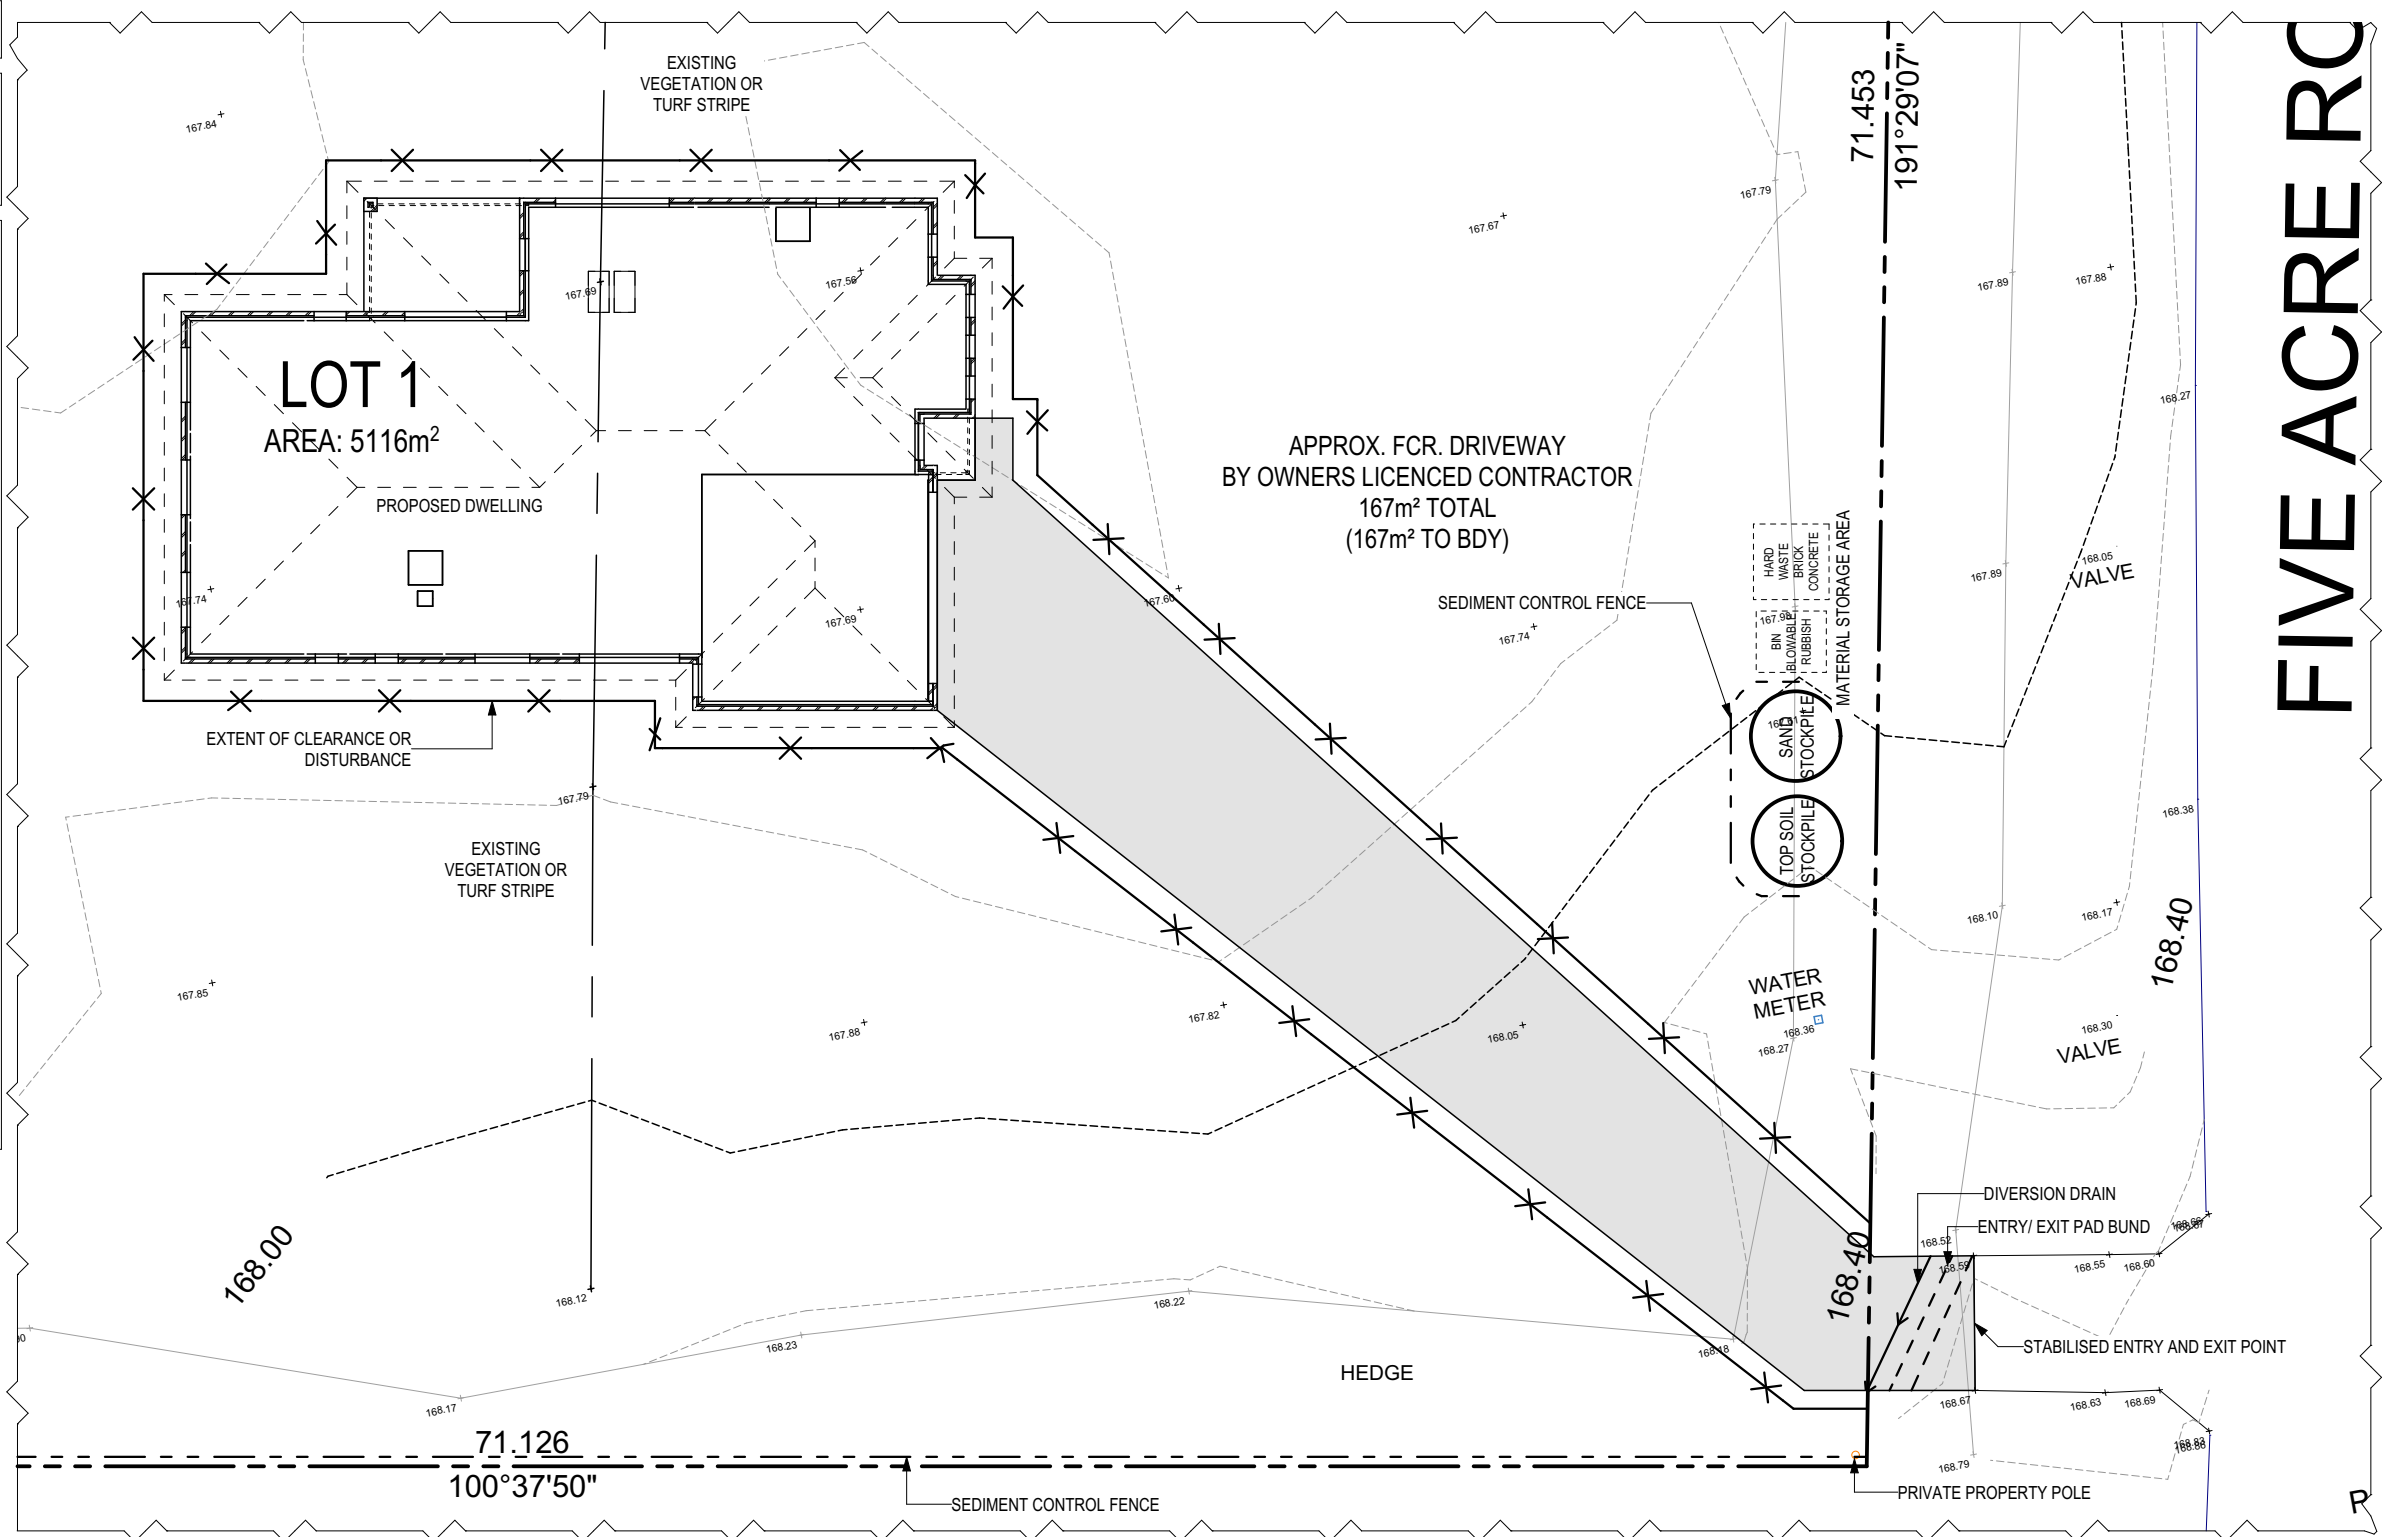 EXISTING
VEGETATION OR
TURF STRIPE
71.453
191°29'07"
FIVE ACRE
167.84
167.79
167.67
167.89
167.88
167.69
167.56
LOT 1
AREA: 5116m²
PROPOSED DWELLING
168.27
APPROX. FCR. DRIVEWAY
BY OWNERS LICENCED CONTRACTOR
167m² TOTAL
(167m² TO BDY)
HARD
WASTE
BRICK
CONCRETE
MATERIAL STORAGE AREA
168.05
VALVE
167.89
SEDIMENT CONTROL FENCE
BIN
BLOWABLE
RUBBISH
167.74
167.69
167.60
167.74
SAND
STOCKPILE
EXTENT OF CLEARANCE OR
DISTURBANCE
167.79
TOP SOIL
STOCKPILE
168.38
EXISTING
VEGETATION OR
TURF STRIPE
168.10
168.17
168.40
WATER
METER
168.36
168.27
167.85
167.88
167.82
168.05
168.30
VALVE
DIVERSION DRAIN
ENTRY/ EXIT PAD BUND
168.00
168.40
168.52
168.59
168.55
168.60
168.12
168.22
168.23
168.18
STABILISED ENTRY AND EXIT POINT
HEDGE
168.17
168.67
168.63
168.69
71.126
100°37'50"
168.79
SEDIMENT CONTROL FENCE
PRIVATE PROPERTY POLE